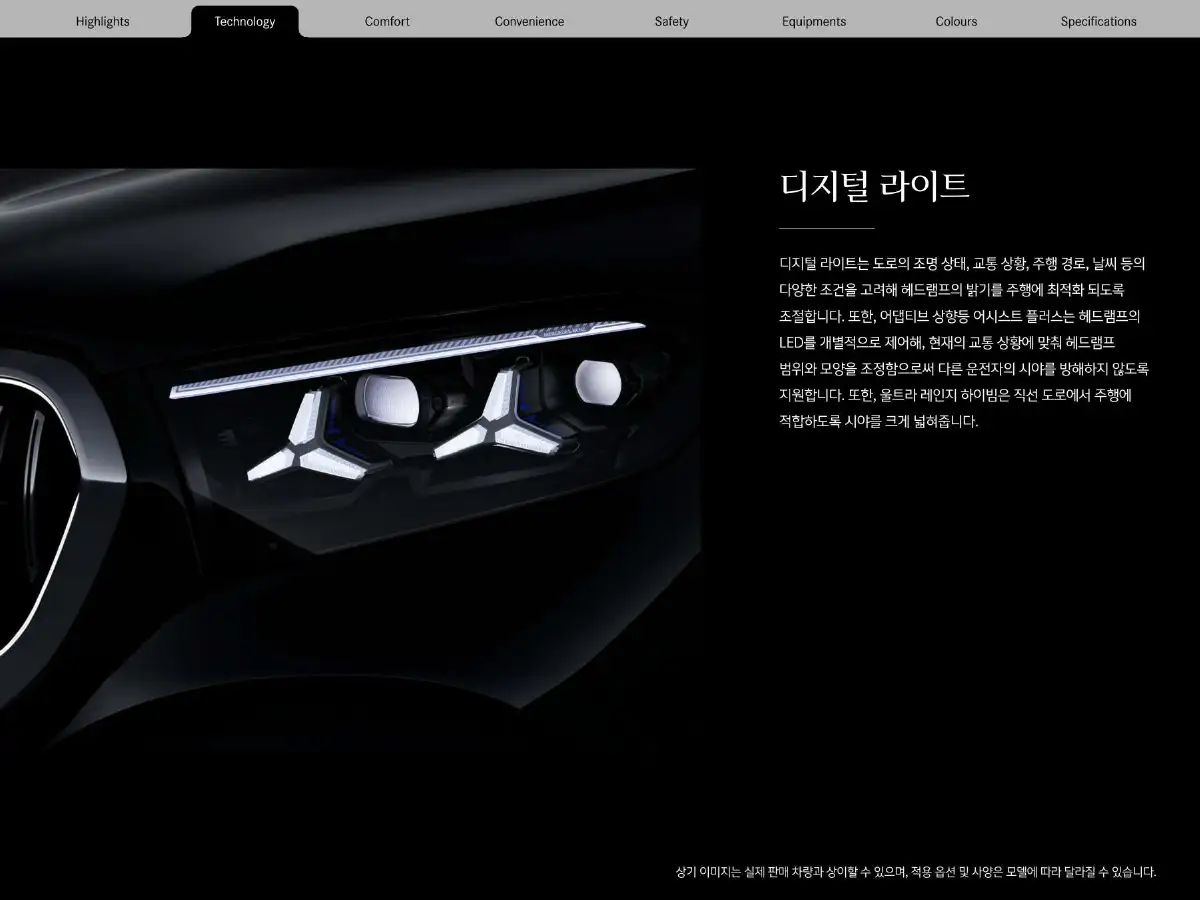 Highlights
Technology
Comfort
Convenience
Safety
Equipments
Colours
Specifications
디지털 라이트
디지털 라이트는 도로의 조명 상태, 교통 상황, 주행 경로, 날씨 등의
다양한 조건을 고려해 헤드램프의 밝기를 주행에 최적화 되도록
조절합니다. 또한, 어댑티브 상향등 어시스트 플러스는 헤드램프의
LED를 개별적으로 제어해, 현재의 교통 상황에 맞춰 헤드램프
범위와 모양을 조정함으로써 다른 운전자의 시야를 방해하지 않도록
지원합니다. 또한, 울트라 레인지 하이빔은 직선 도로에서 주행에
적합하도록 시야를 크게 넓혀줍니다.
MERCEDES-BENZ
상기 이미지는 실제 판매 차량과 상이할 수 있으며, 적용 옵션 및 사양은 모델에 따라 달라질 수 있습니다.